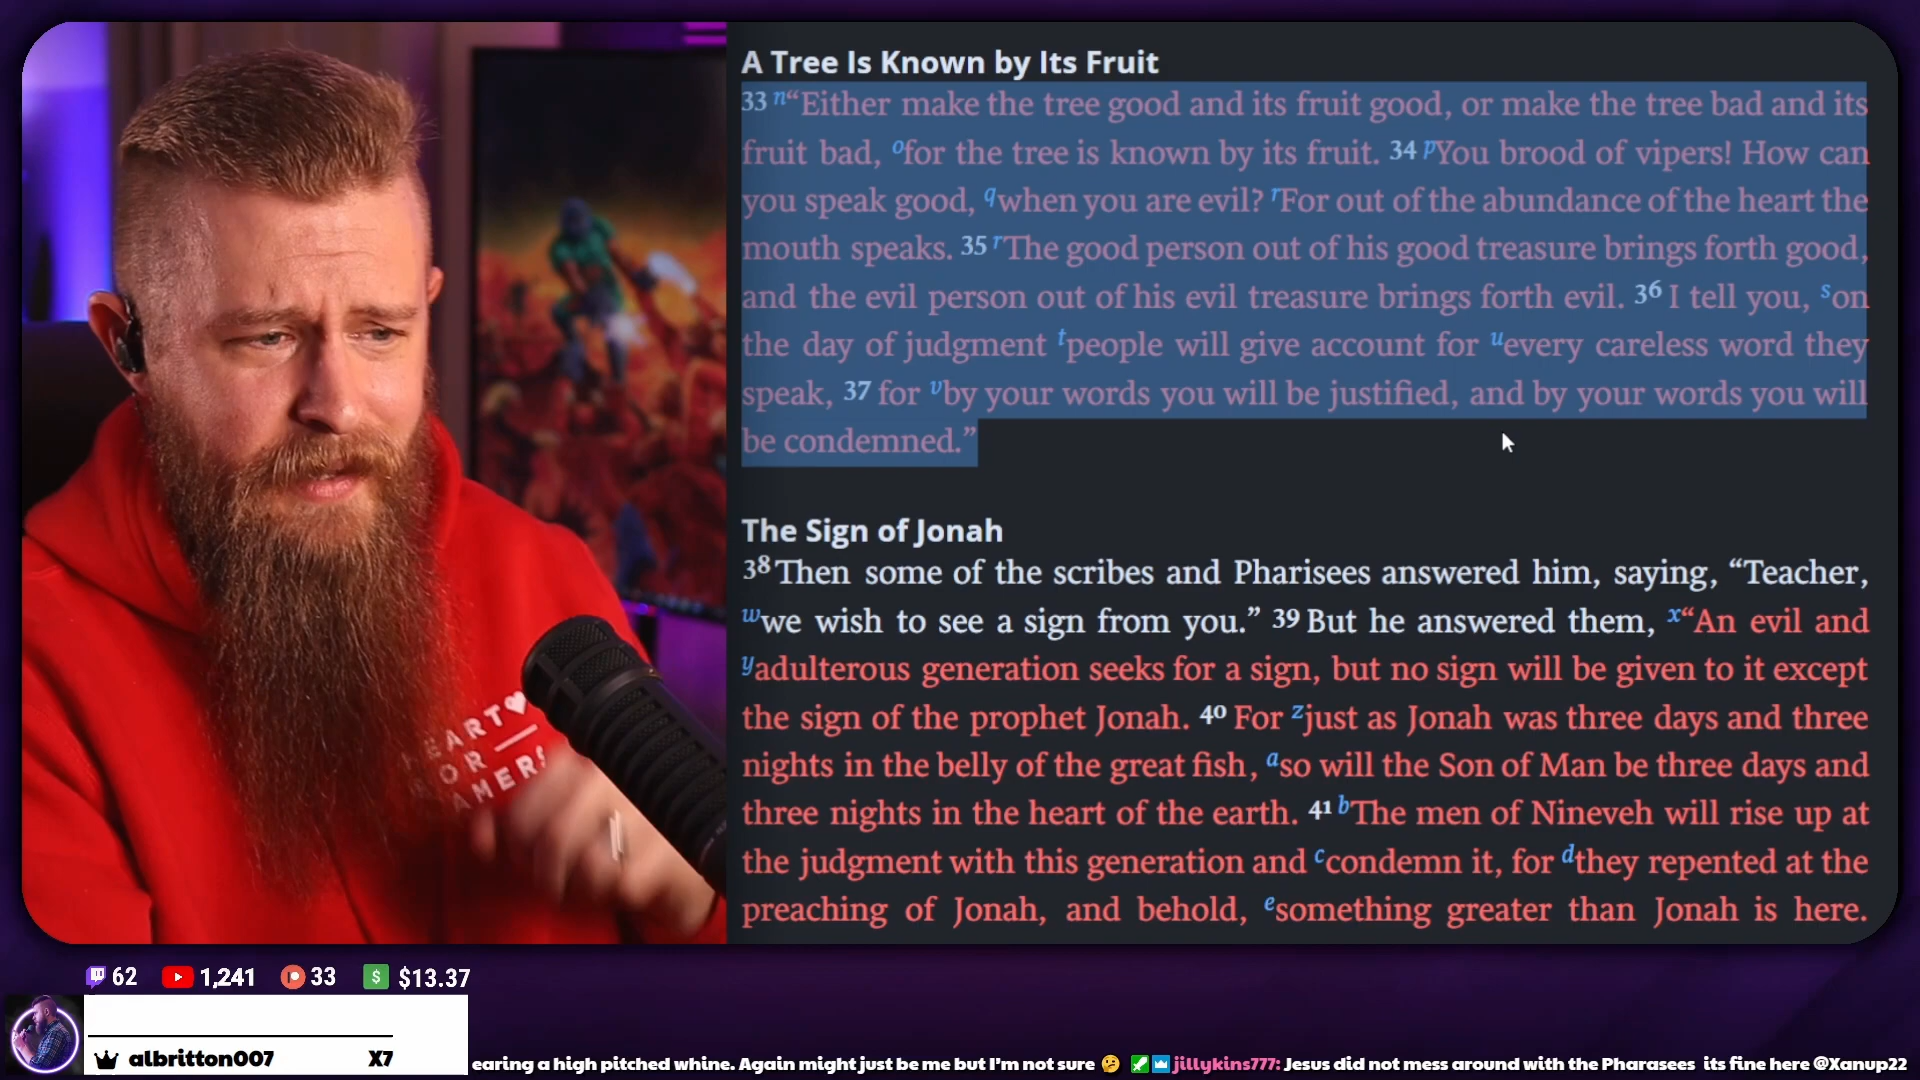 A Tree Is Known by Its Fruit
33 n“Either make the tree good and its fruit good, or make the tree bad and its
fruit bad, ofor the tree is known by its fruit. 34 pYou brood of vipers! How can
you speak good, qwhen you are evil? rFor out of the abundance of the heart the
mouth speaks. 35 rThe good person out of his good treasure brings forth good,
and the evil person out of his evil treasure brings forth evil. 36 I tell you, son
the day of judgment tpeople will give account for uevery careless word they
speak, 37 for vby your words you will be justified, and by your words you will
be condemned.”
The Sign of Jonah
38 Then some of the scribes and Pharisees answered him, saying, “Teacher,
wwe wish to see a sign from you.” 39 But he answered them, x“An evil and
yadulterous generation seeks for a sign, but no sign will be given to it except
the sign of the prophet Jonah. 40 For zjust as Jonah was three days and three
nights in the belly of the great fish, aso will the Son of Man be three days and
three nights in the heart of the earth. 41 bThe men of Nineveh will rise up at
the judgment with this generation and ccondemn it, for dthey repented at the
preaching of Jonah, and behold, esomething greater than Jonah is here.
HEART
FOR
GAMERS
62 1,241 33 $ $13.37
albritton007 X7
earing a high pitched whine. Again might just be me but I'm not sure 🤔 jillykins777: Jesus did not mess around with the Pharasees its fine here @Xanup22